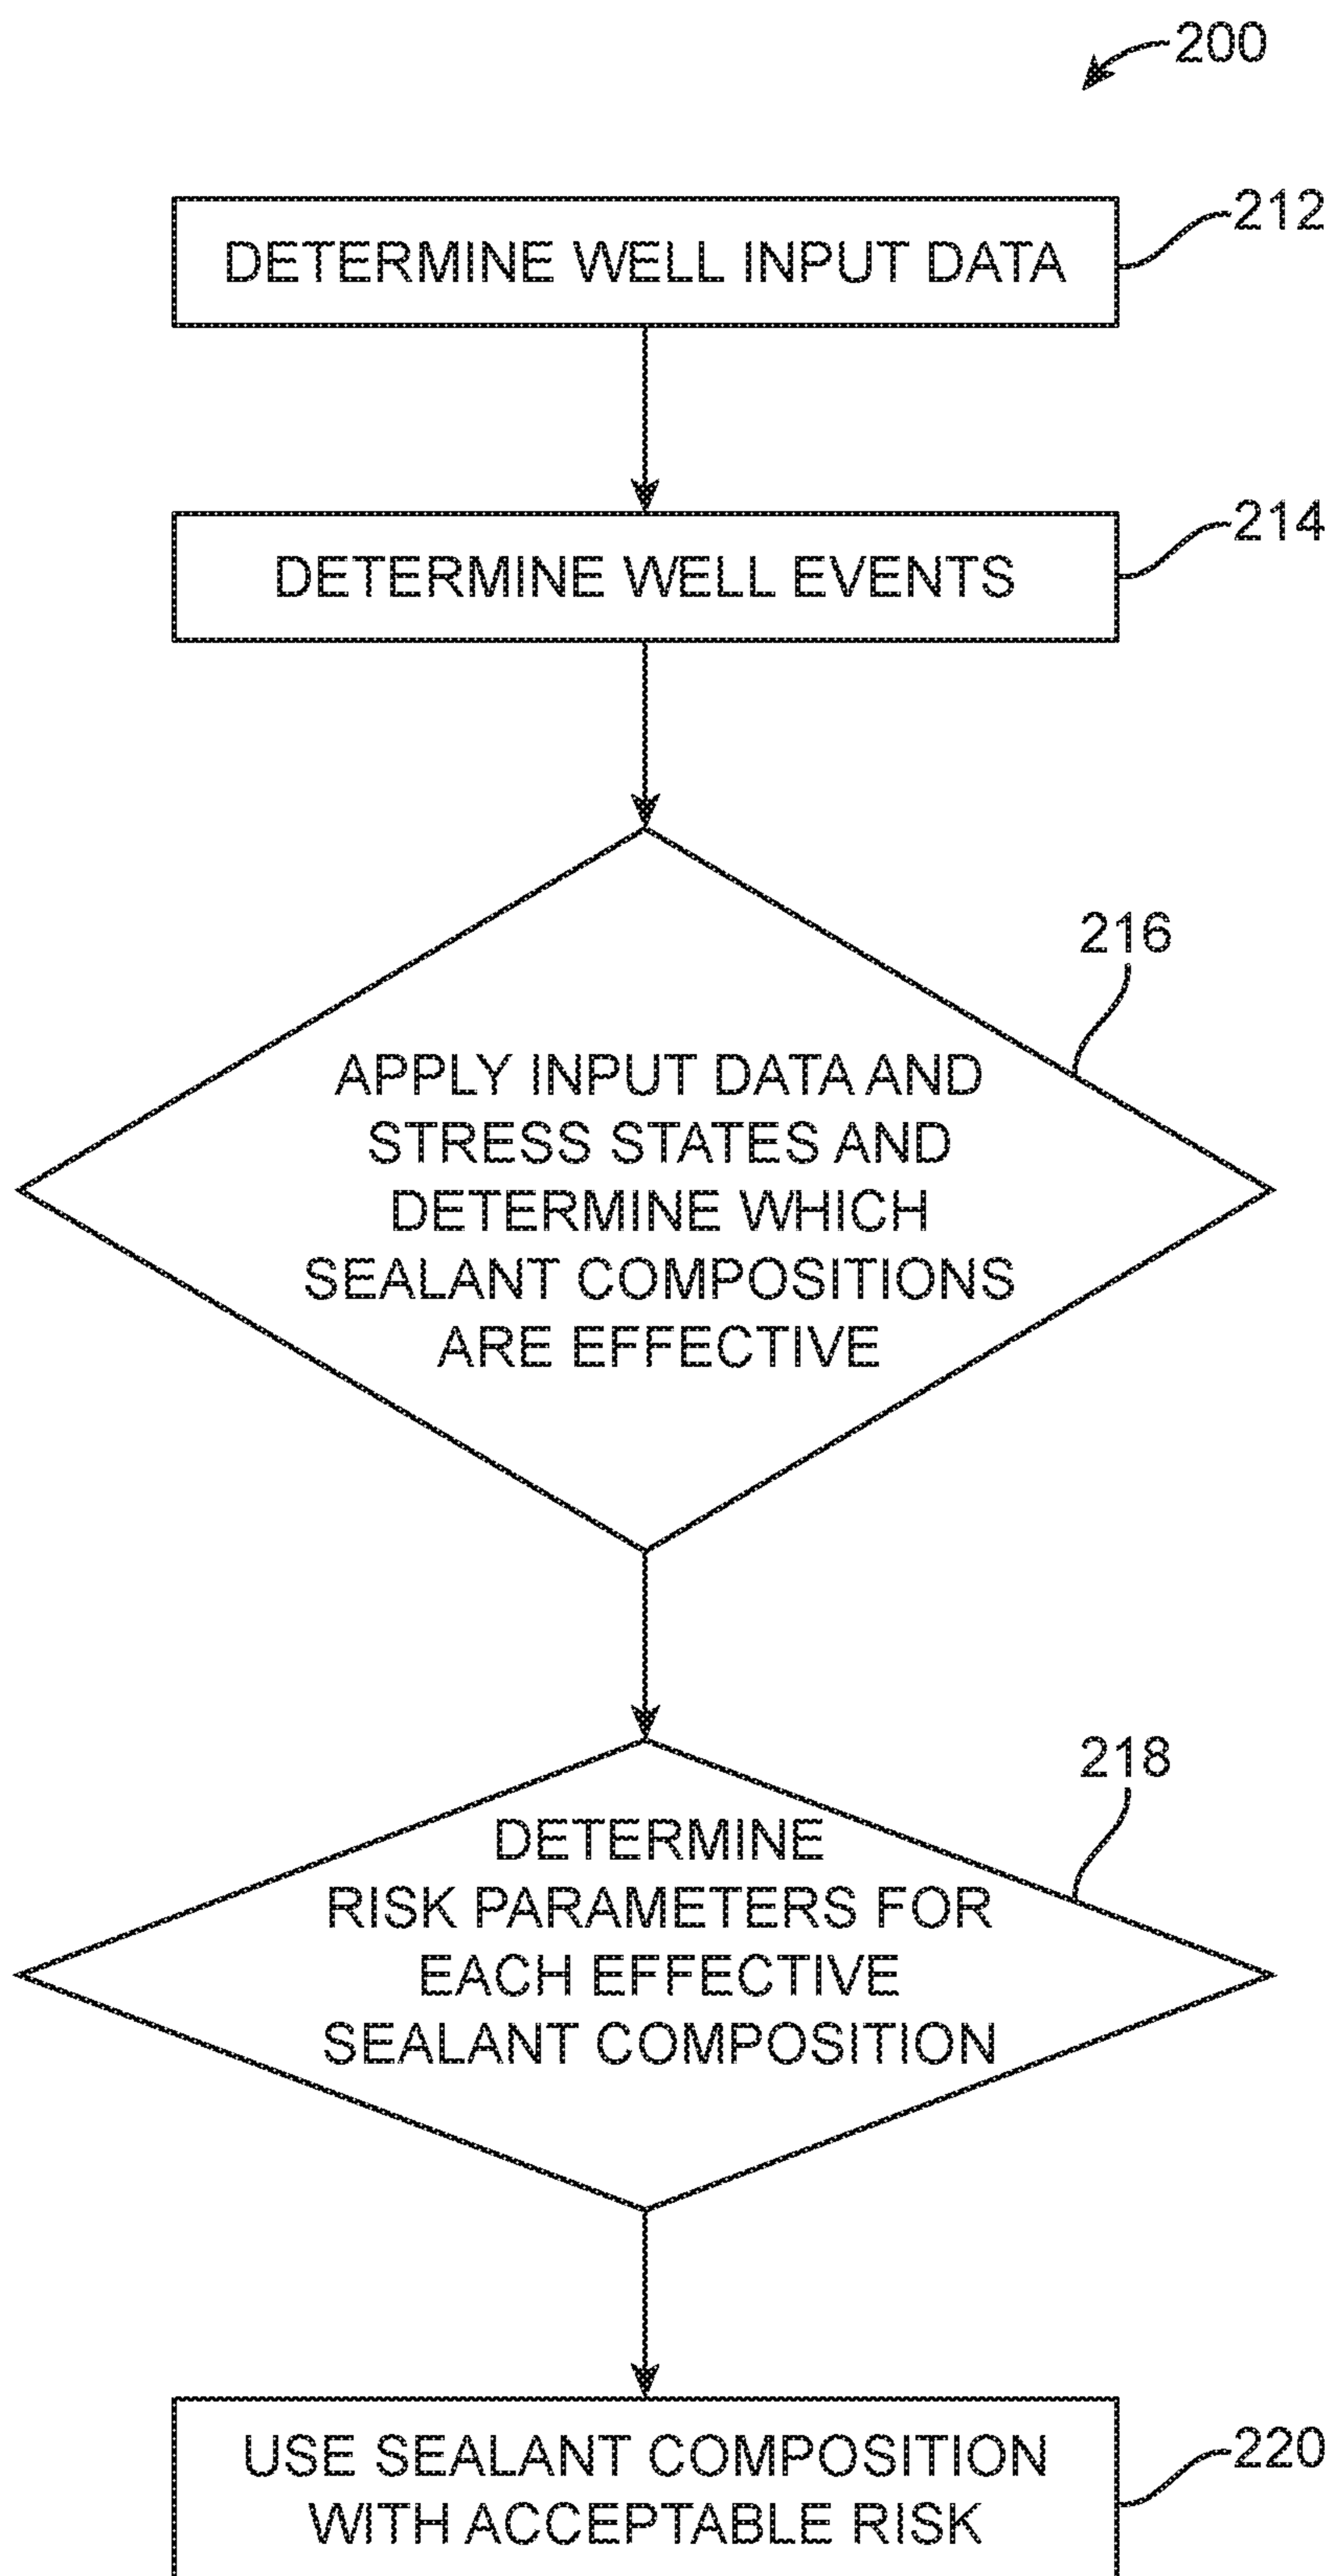 200
DETERMINE WELL INPUT DATA
212
DETERMINE WELL EVENTS
214
216
APPLY INPUT DATA AND
STRESS STATES AND
DETERMINE WHICH
SEALANT COMPOSITIONS
ARE EFFECTIVE
218
DETERMINE
RISK PARAMETERS FOR
EACH EFFECTIVE
SEALANT COMPOSITION
USE SEALANT COMPOSITION
WITH ACCEPTABLE RISK
220